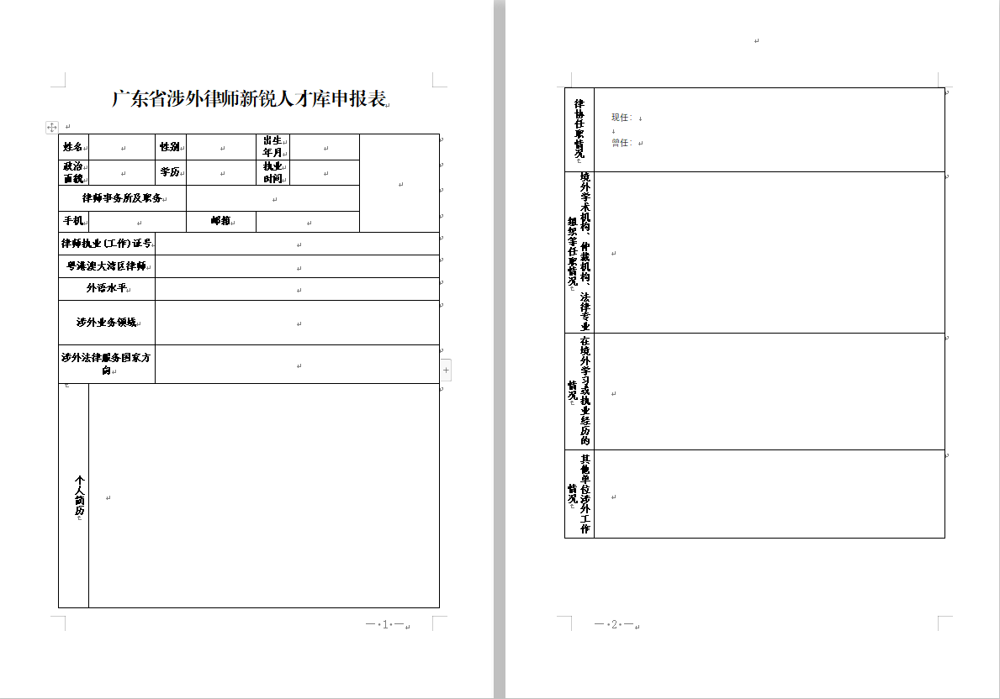 广东省涉外律师新锐人才库申报表
姓名
性别
出生
年月
政治
面貌
学历
执业
时间
律师事务所及职务
手机
邮箱
律师执业(工作)证号
粤港澳大湾区律师
外语水平
涉外业务领域
涉外法律服务国家方
向
个人简历
— 1 —
律协任职情况
现任：
曾任：
境外学术机构、仲裁机构、法律专业
组织等任职情况
在境外学习或执业经历的
情况
其他单位涉外工作
情况
— 2 —